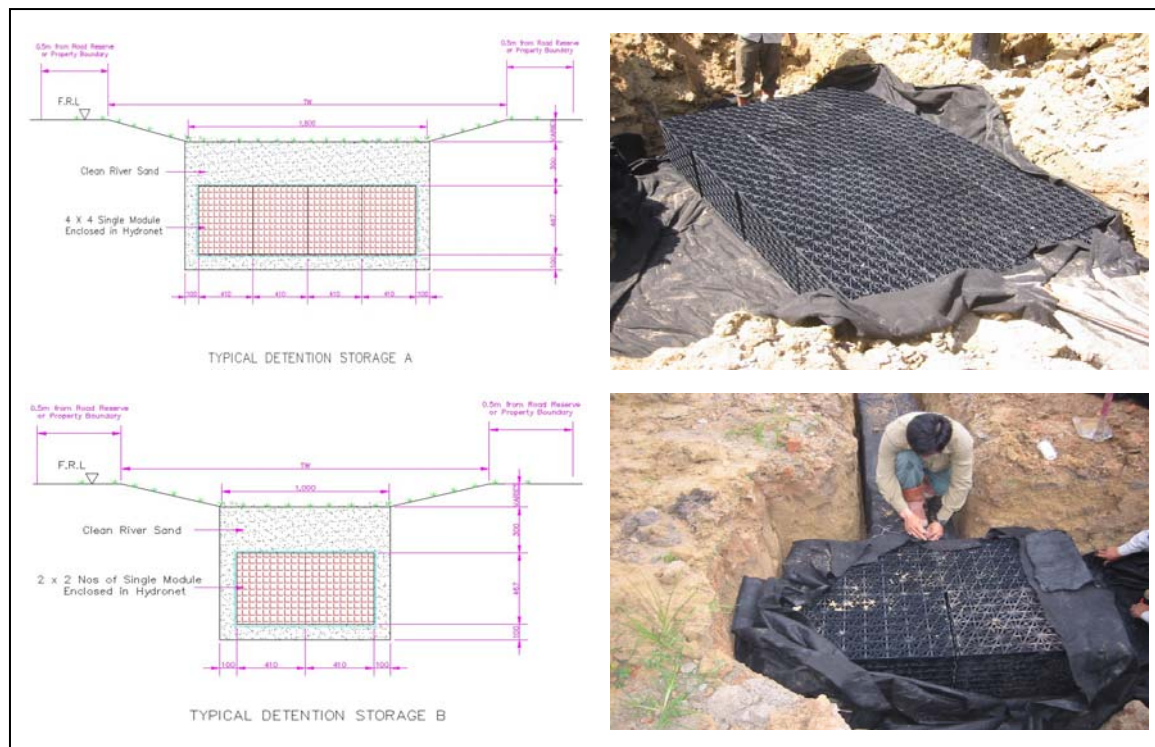 0.5m from Road Reserve
or Property Boundary
0.5m from Road Reserve
or Property Boundary
F.R.L
TW
VARIES
300
Clean River Sand
4 X 4 Single Module
Enclosed in Hydronet
467
100
100
410
410
410
410
100
TYPICAL DETENTION STORAGE A
0.5m from Road Reserve
or Property Boundary
0.5m from Road Reserve
or Property Boundary
F.R.L
TW
1,000
VARIES
300
Clean River Sand
2 x 2 Nos of Single Module
Enclosed in Hydronet
467
100
100
410
410
100
TYPICAL DETENTION STORAGE B